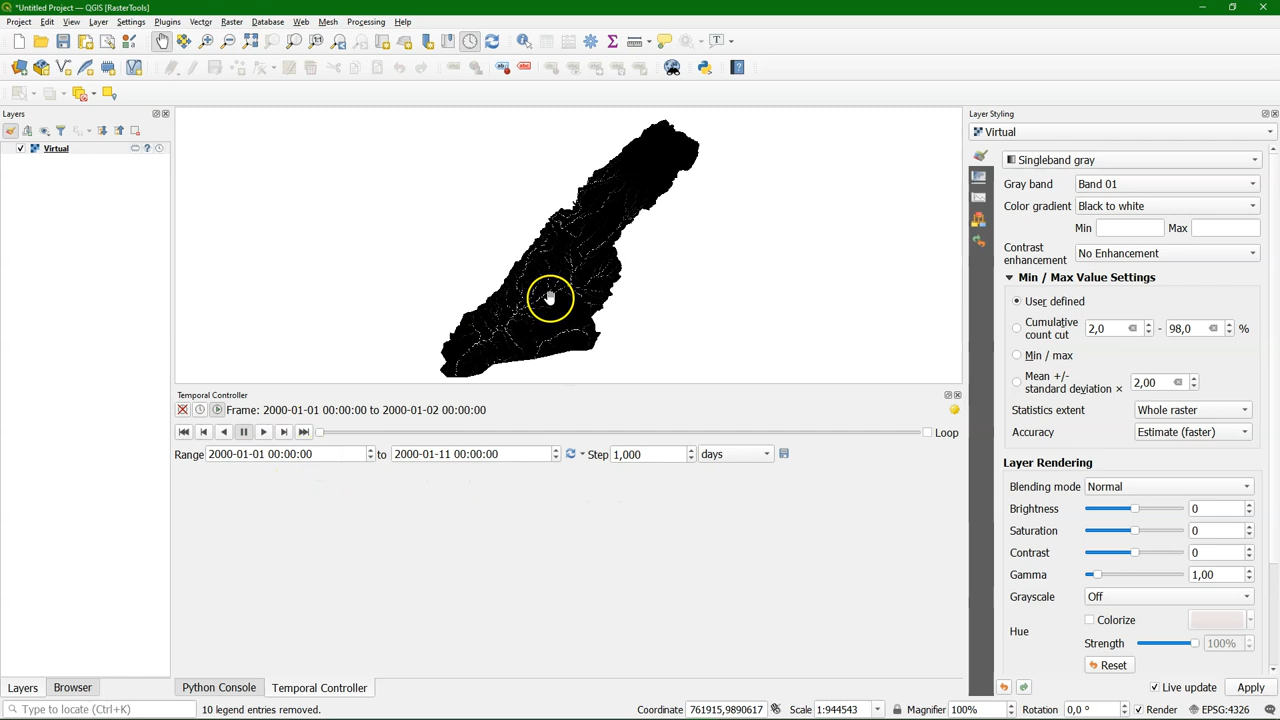 *Untitled Project — QGIS [RasterTools]
Project Edit View Layer Settings Plugins Vector Raster Database Web Mesh Processing Help
Layers
Virtual
Layer Styling
Virtual
Singleband gray
Gray band Band 01
Color gradient Black to white
Min Max
Contrast enhancement No Enhancement
Min / Max Value Settings
User defined
Cumulative count cut 2,0 - 98,0 %
Min / max
Mean +/- standard deviation × 2,00
Statistics extent Whole raster
Accuracy Estimate (faster)
Layer Rendering
Blending mode Normal
Brightness 0
Saturation 0
Contrast 0
Gamma 1,00
Grayscale Off
Hue Colorize
Strength 100%
Reset
Live update Apply
Temporal Controller
Frame: 2000-01-01 00:00:00 to 2000-01-02 00:00:00
Loop
Range 2000-01-01 00:00:00 to 2000-01-11 00:00:00 Step 1,000 days
Layers Browser Python Console Temporal Controller
Type to locate (Ctrl+K) 10 legend entries removed. Coordinate 761915,9890617 Scale 1:944543 Magnifier 100% Rotation 0,0 ° Render EPSG:4326